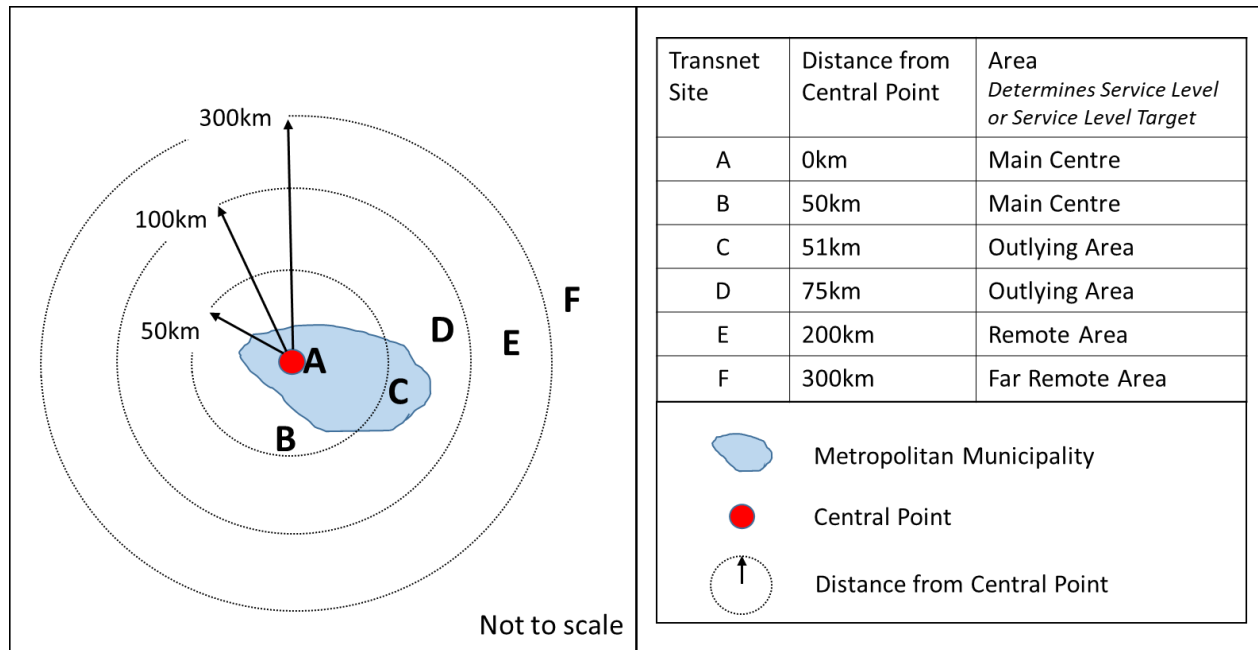 300km
100km
50km
A
B
C
D
E
F
Not to scale
Transnet Site
Distance from Central Point
Area
Determines Service Level or Service Level Target
A 0km Main Centre
B 50km Main Centre
C 51km Outlying Area
D 75km Outlying Area
E 200km Remote Area
F 300km Far Remote Area
Metropolitan Municipality
Central Point
Distance from Central Point